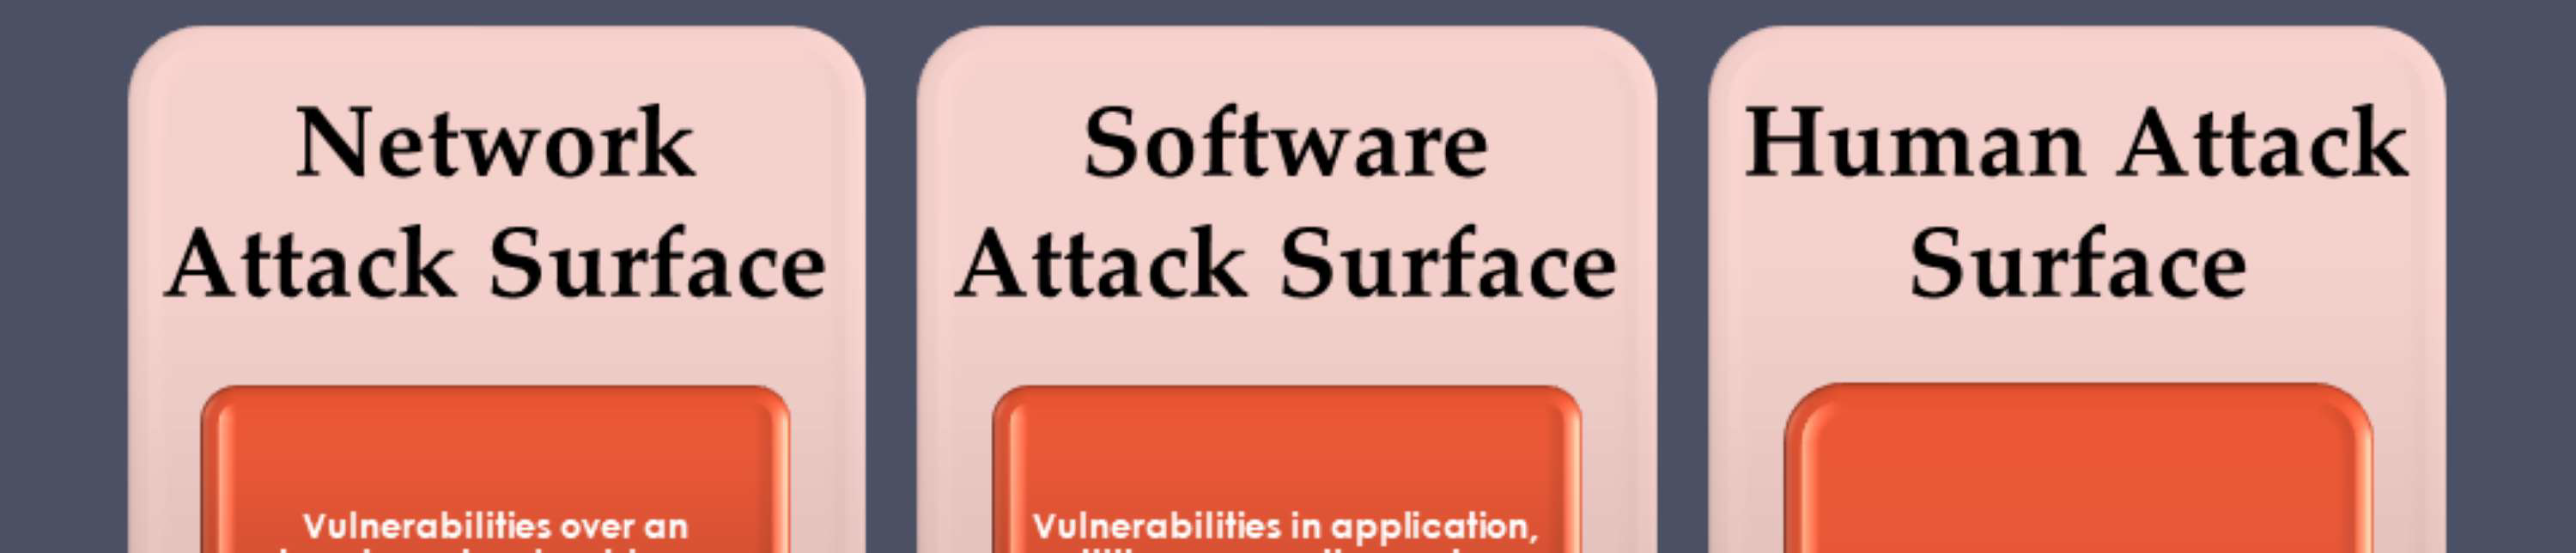 Network
Attack Surface
Vulnerabilities over an
Software
Attack Surface
Vulnerabilities in application,
Human Attack
Surface